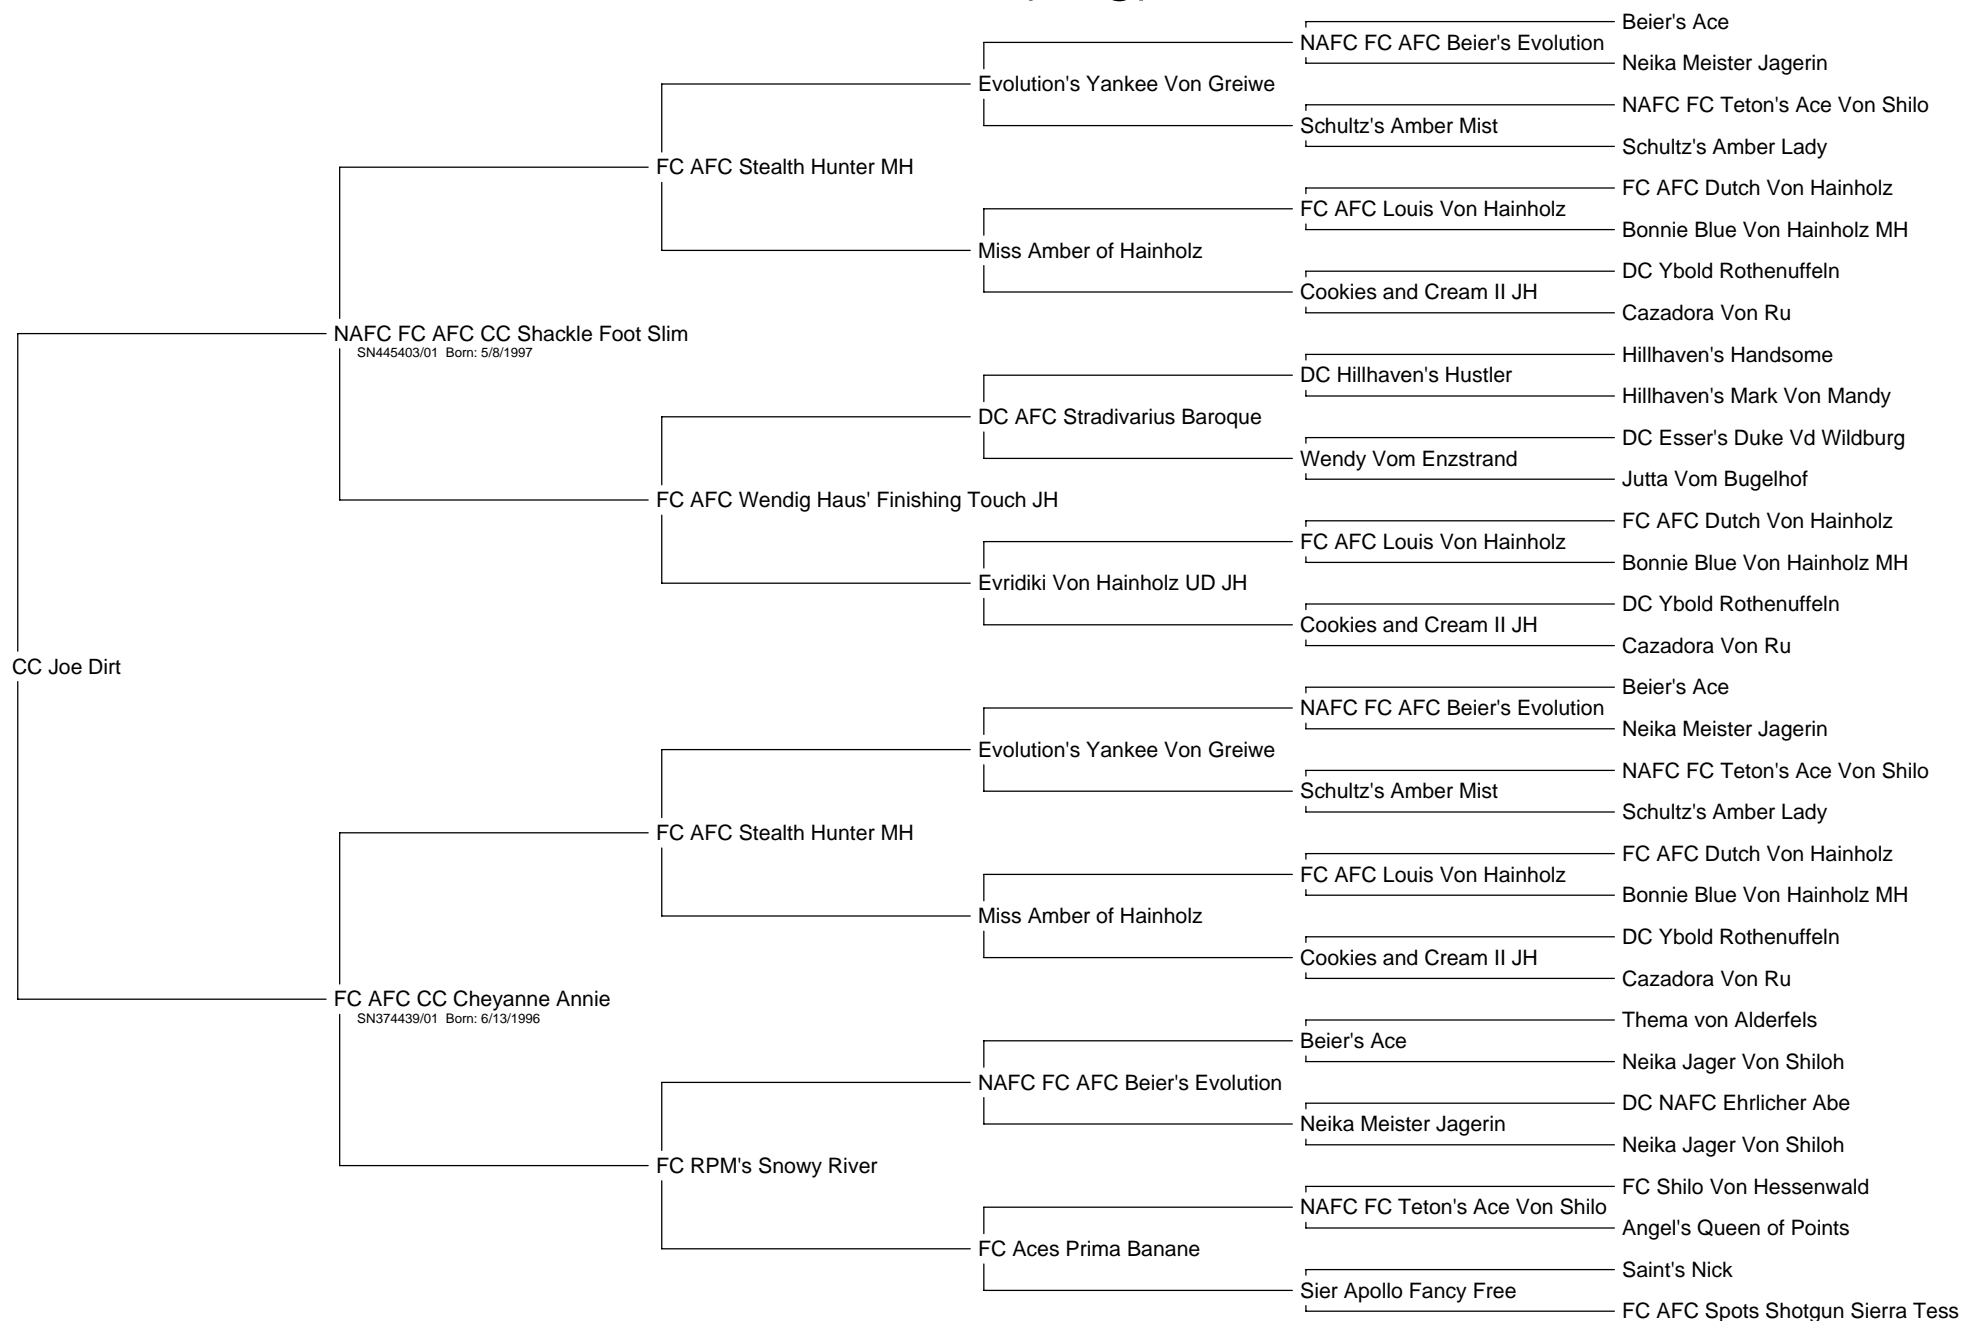 Beier's Ace
NAFC FC AFC Beier's Evolution
Neika Meister Jagerin
Evolution's Yankee Von Greiwe
NAFC FC Teton's Ace Von Shilo
Schultz's Amber Mist
Schultz's Amber Lady
FC AFC Stealth Hunter MH
FC AFC Dutch Von Hainholz
FC AFC Louis Von Hainholz
Bonnie Blue Von Hainholz MH
Miss Amber of Hainholz
DC Ybold Rothenuffeln
Cookies and Cream II JH
Cazadora Von Ru
NAFC FC AFC CC Shackle Foot Slim
SN445403/01 Born: 5/8/1997
Hillhaven's Handsome
DC Hillhaven's Hustler
Hillhaven's Mark Von Mandy
DC AFC Stradivarius Baroque
DC Esser's Duke Vd Wildburg
Wendy Vom Enzstrand
Jutta Vom Bugelhof
FC AFC Wendig Haus' Finishing Touch JH
FC AFC Dutch Von Hainholz
FC AFC Louis Von Hainholz
Bonnie Blue Von Hainholz MH
Evridiki Von Hainholz UD JH
DC Ybold Rothenuffeln
Cookies and Cream II JH
Cazadora Von Ru
CC Joe Dirt
Beier's Ace
NAFC FC AFC Beier's Evolution
Neika Meister Jagerin
Evolution's Yankee Von Greiwe
NAFC FC Teton's Ace Von Shilo
Schultz's Amber Mist
Schultz's Amber Lady
FC AFC Stealth Hunter MH
FC AFC Dutch Von Hainholz
FC AFC Louis Von Hainholz
Bonnie Blue Von Hainholz MH
Miss Amber of Hainholz
DC Ybold Rothenuffeln
Cookies and Cream II JH
Cazadora Von Ru
FC AFC CC Cheyanne Annie
SN374439/01 Born: 6/13/1996
Thema von Alderfels
Beier's Ace
Neika Jager Von Shiloh
NAFC FC AFC Beier's Evolution
DC NAFC Ehrlicher Abe
Neika Meister Jagerin
Neika Jager Von Shiloh
FC RPM's Snowy River
FC Shilo Von Hessenwald
NAFC FC Teton's Ace Von Shilo
Angel's Queen of Points
FC Aces Prima Banane
Saint's Nick
Sier Apollo Fancy Free
FC AFC Spots Shotgun Sierra Tess